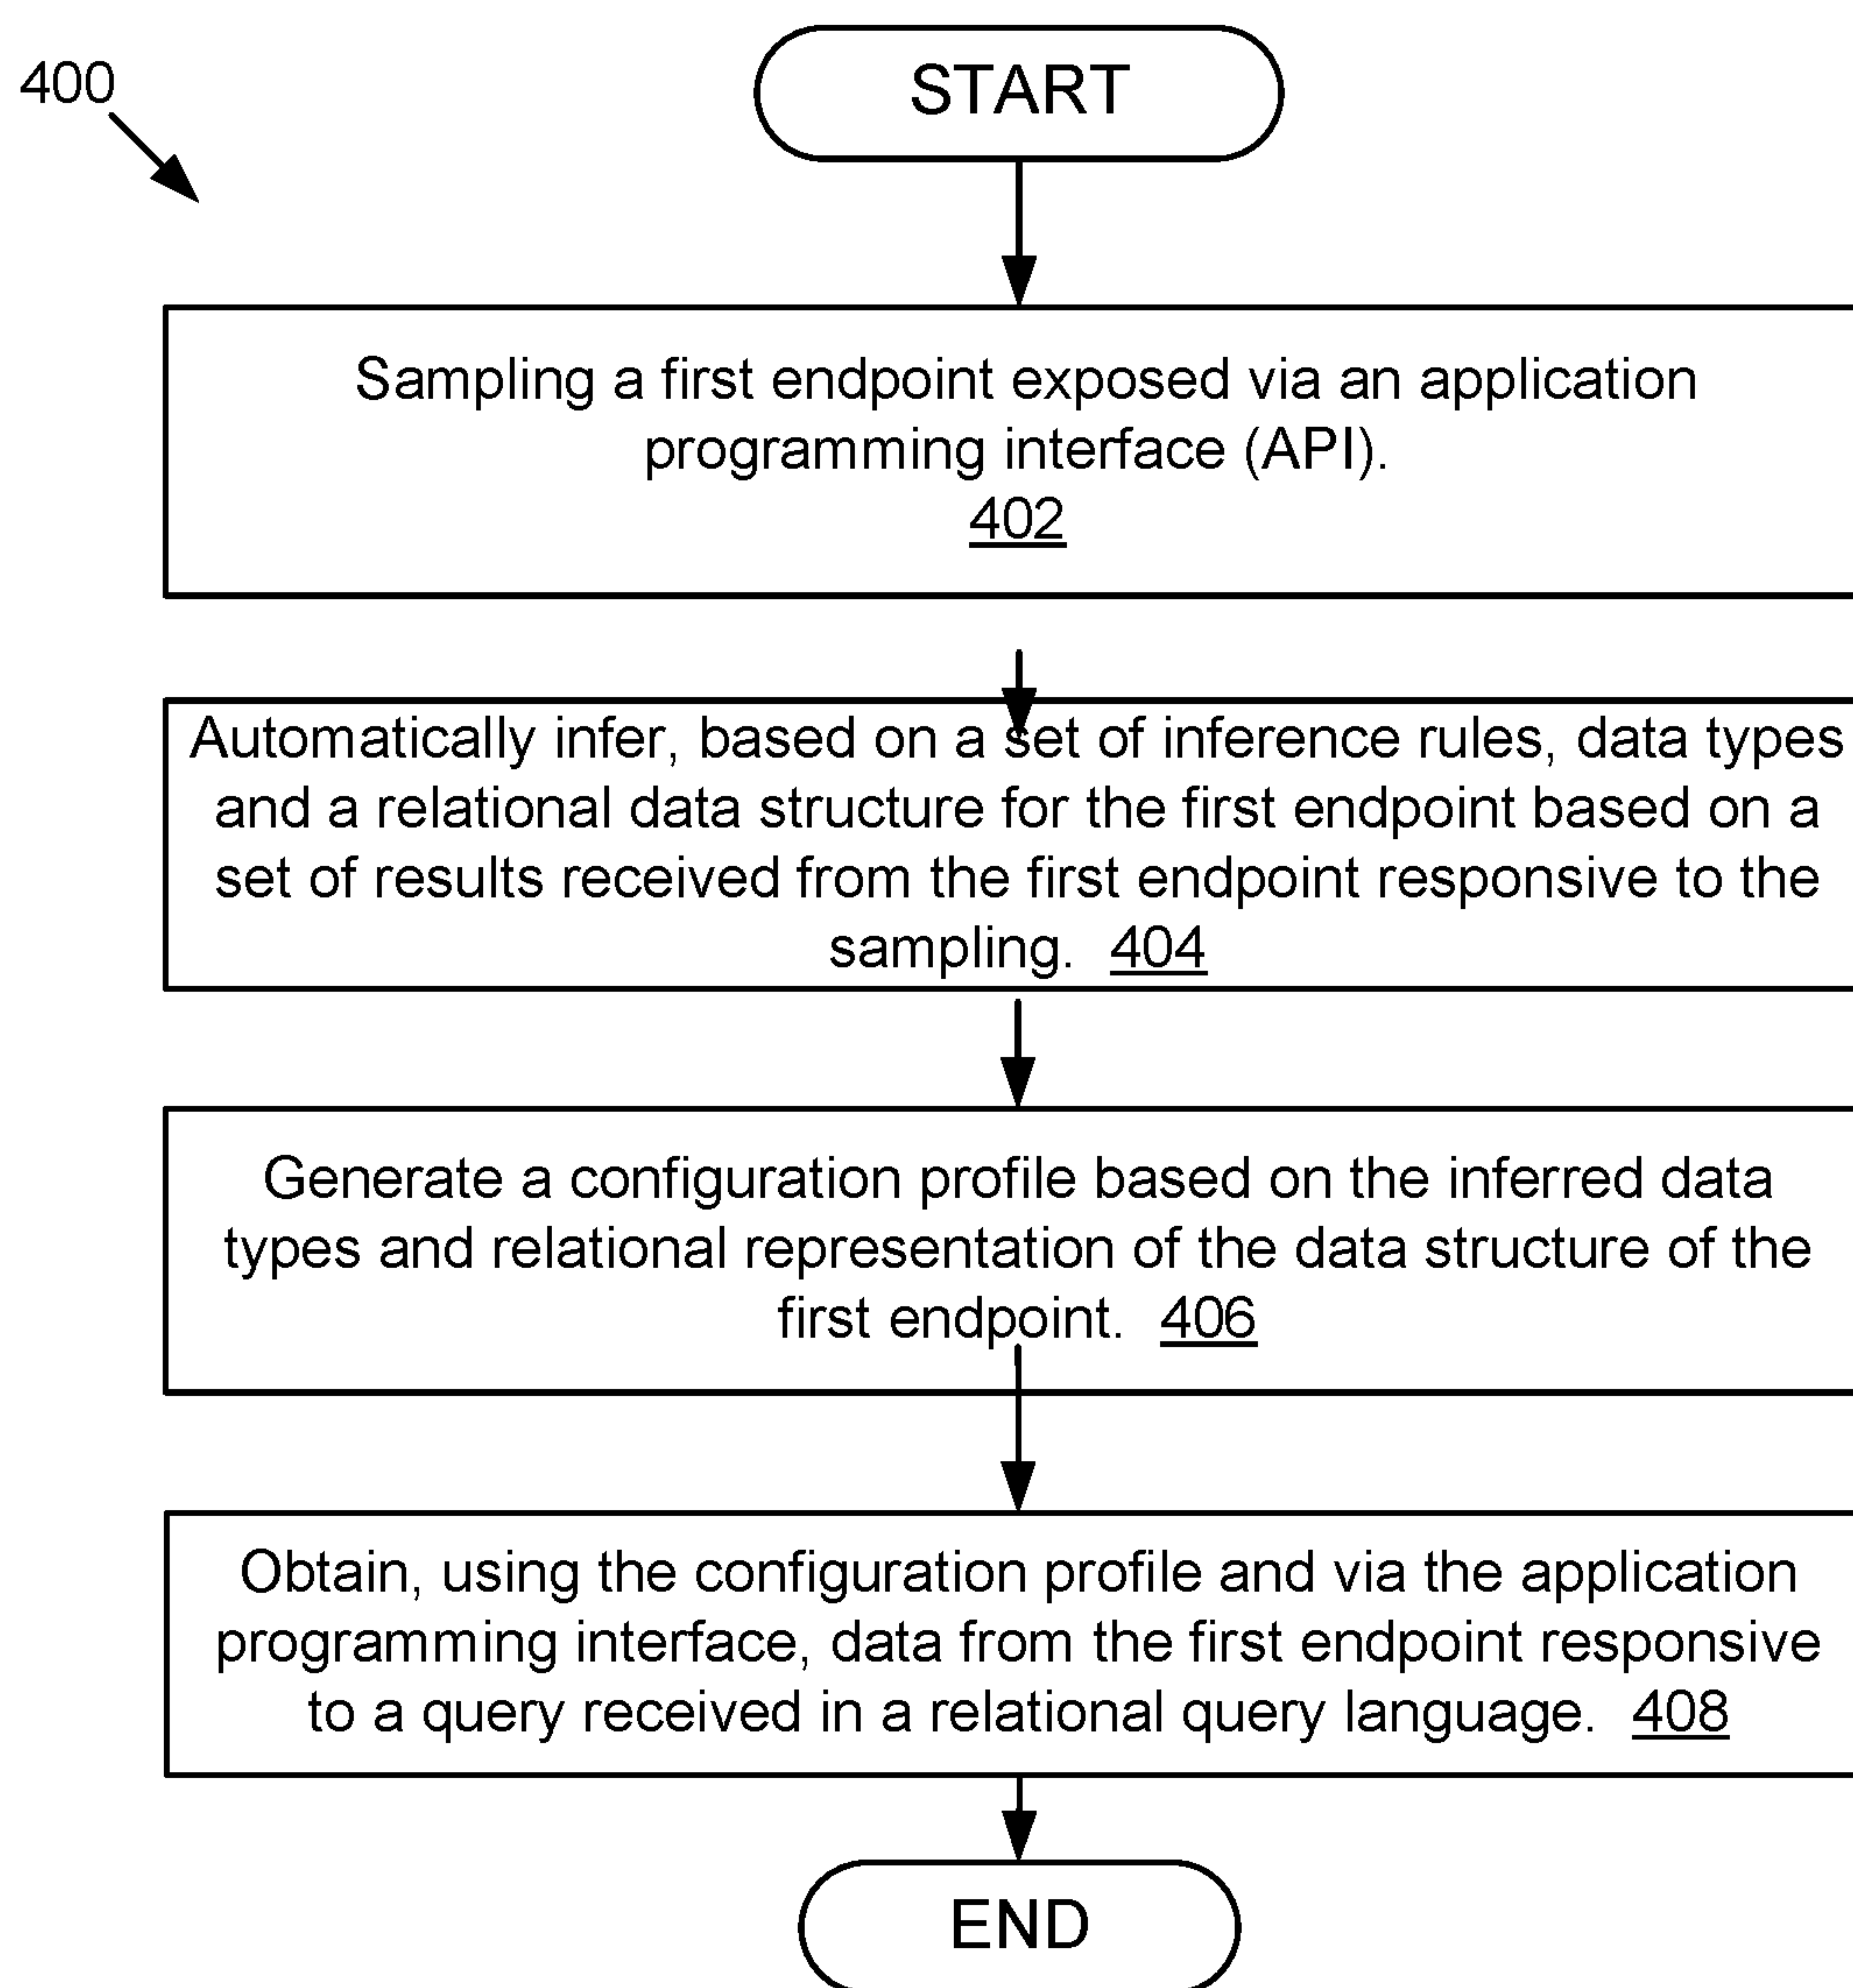 400
START
Sampling a first endpoint exposed via an application
programming interface (API).
402
Automatically infer, based on a set of inference rules, data types
and a relational data structure for the first endpoint based on a
set of results received from the first endpoint responsive to the
sampling. 404
Generate a configuration profile based on the inferred data
types and relational representation of the data structure of the
first endpoint. 406
Obtain, using the configuration profile and via the application
programming interface, data from the first endpoint responsive
to a query received in a relational query language. 408
END